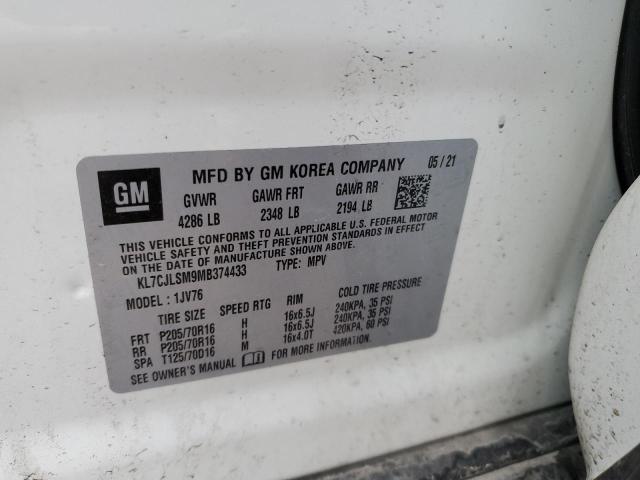 GM
MFD BY GM KOREA COMPANY 05/21
GVWR GAWR FRT GAWR RR
4286 LB 2348 LB 2194 LB
THIS VEHICLE CONFORMS TO ALL APPLICABLE U.S. FEDERAL MOTOR
VEHICLE SAFETY AND THEFT PREVENTION STANDARDS IN EFFECT
ON THE DATE OF MANUFACTURE SHOWN ABOVE.
KL7CJLSM9MB374433 TYPE: MPV
MODEL : 1JV76
TIRE SIZE SPEED RTG RIM COLD TIRE PRESSURE
FRT P205/70R16 H 16x6.5J 240KPA, 35 PSI
RR P205/70R16 H 16x6.5J 240KPA, 35 PSI
SPA T125/70D16 M 16x4.0T 420KPA, 60 PSI
SEE OWNER'S MANUAL FOR MORE INFORMATION.